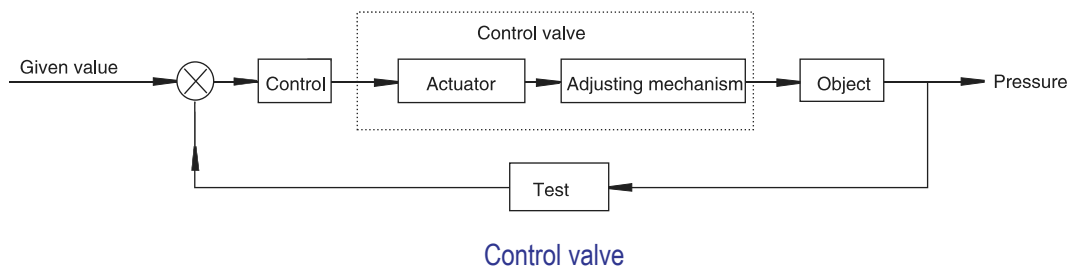 Control valve
Given value
Control
Actuator
Adjusting mechanism
Object
Pressure
Test
Control valve